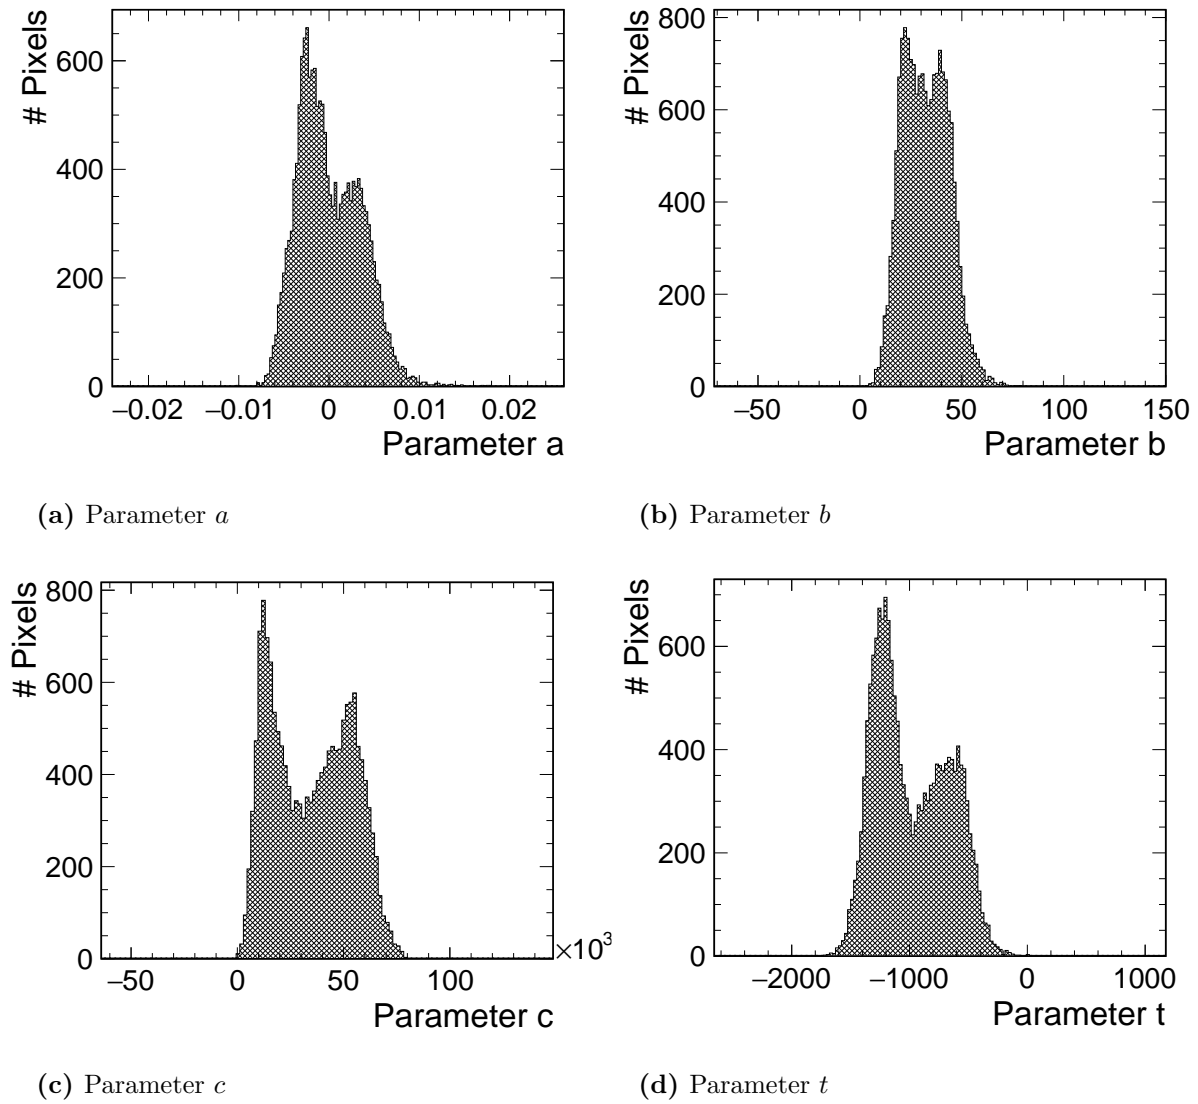 # Pixels
600
400
200
0
−0.02 −0.01 0 0.01 0.02
Parameter a
(a) Parameter a
# Pixels
800
600
400
200
0
−50 0 50 100 150
Parameter b
(b) Parameter b
# Pixels
800
600
400
200
0
−50 0 50 100
×10³
Parameter c
(c) Parameter c
# Pixels
600
400
200
0
−2000 −1000 0 1000
Parameter t
(d) Parameter t